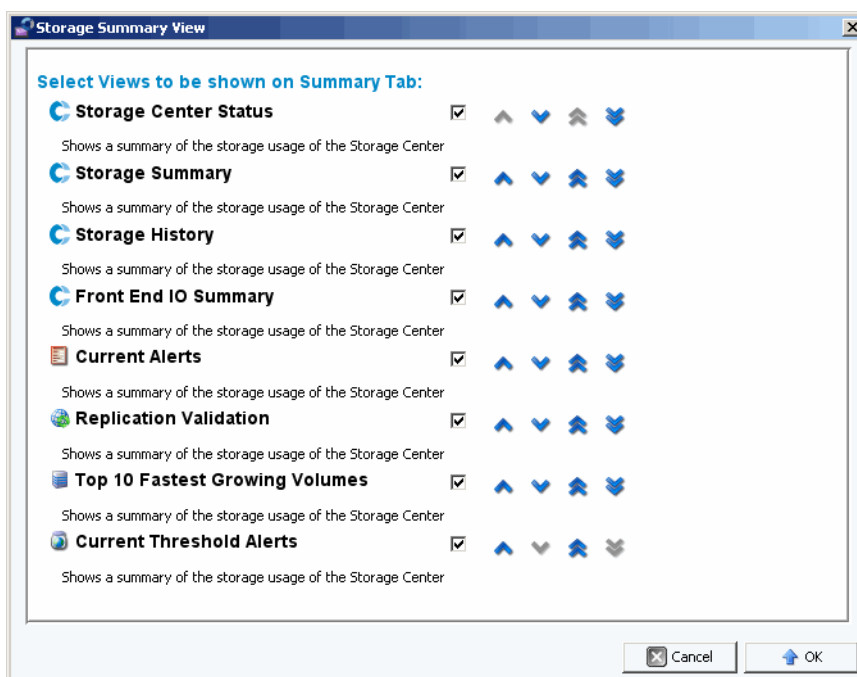 Storage Summary View
Select Views to be shown on Summary Tab:
Storage Center Status
Shows a summary of the storage usage of the Storage Center
Storage Summary
Shows a summary of the storage usage of the Storage Center
Storage History
Shows a summary of the storage usage of the Storage Center
Front End IO Summary
Shows a summary of the storage usage of the Storage Center
Current Alerts
Shows a summary of the storage usage of the Storage Center
Replication Validation
Shows a summary of the storage usage of the Storage Center
Top 10 Fastest Growing Volumes
Shows a summary of the storage usage of the Storage Center
Current Threshold Alerts
Shows a summary of the storage usage of the Storage Center
Cancel
OK